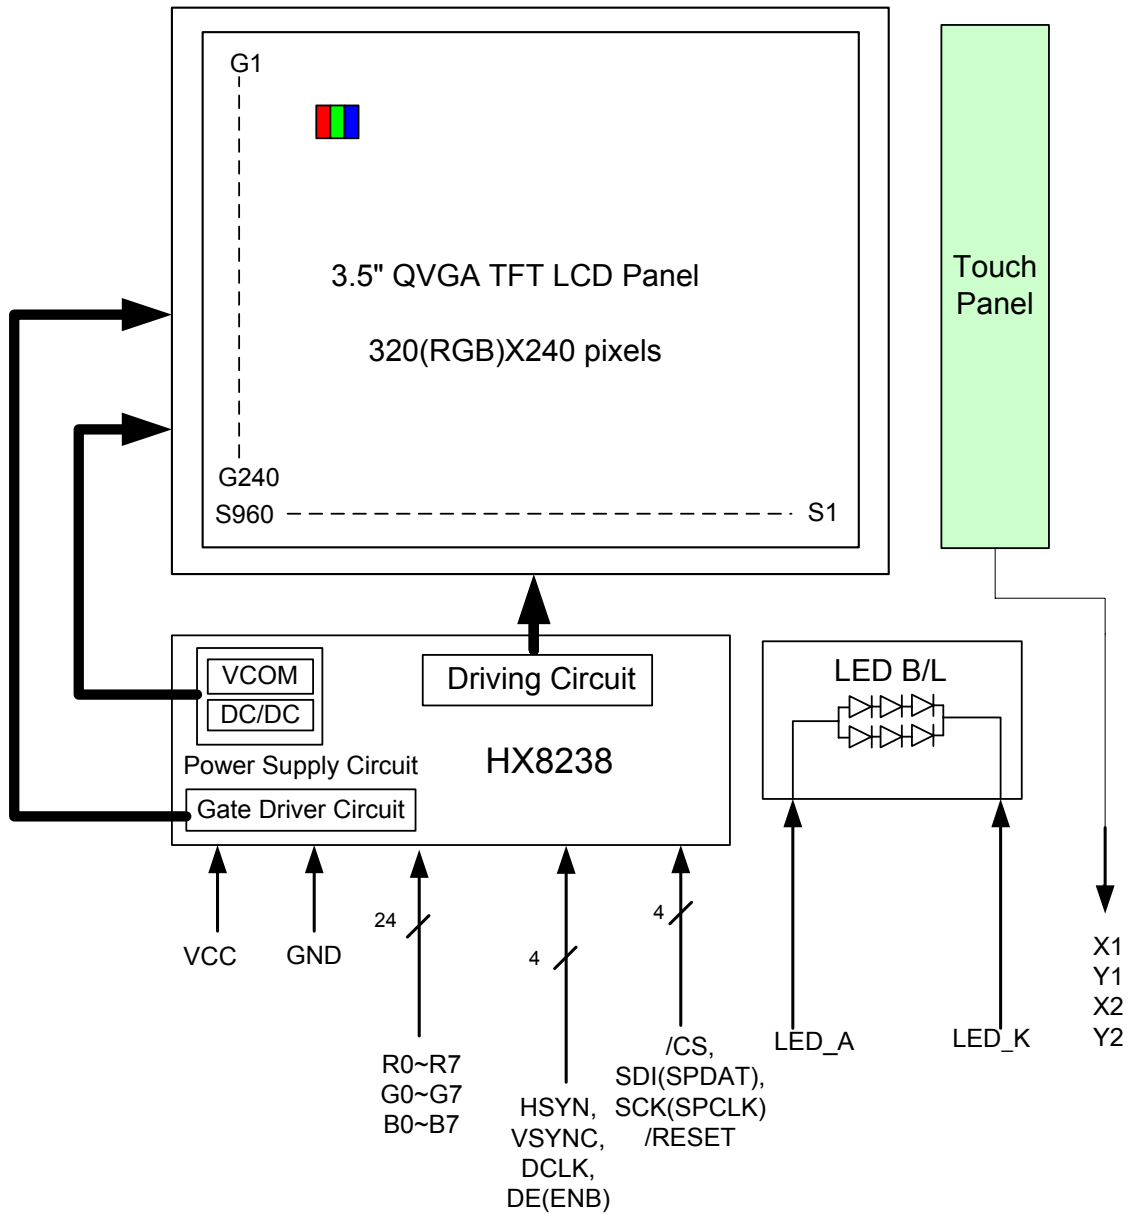 G1
3.5" QVGA TFT LCD Panel
320(RGB)X240 pixels
G240
S960
S1
Touch
Panel
VCOM
DC/DC
Power Supply Circuit
Gate Driver Circuit
Driving Circuit
HX8238
LED B/L
24
4
4
VCC
GND
R0~R7
G0~G7
B0~B7
HSYN,
VSYNC,
DCLK,
DE(ENB)
/CS,
SDI(SPDAT),
SCK(SPCLK)
/RESET
LED_A
LED_K
X1
Y1
X2
Y2